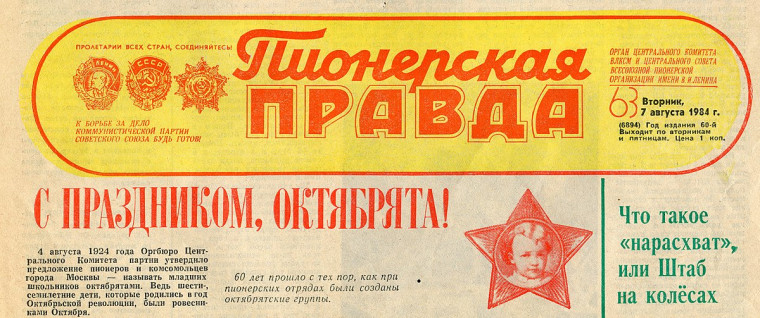 ПРОЛЕТАРИИ ВСЕХ СТРАН, СОЕДИНЯЙТЕСЬ!
ЛЕНИН
СССР
К БОРЬБЕ ЗА ДЕЛО
КОММУНИСТИЧЕСКОЙ ПАРТИИ
СОВЕТСКОГО СОЮЗА БУДЬ ГОТОВ!
Пионерская
ПРАВДА
ОРГАН ЦЕНТРАЛЬНОГО КОМИТЕТА
ВЛКСМ И ЦЕНТРАЛЬНОГО СОВЕТА
ВСЕСОЮЗНОЙ ПИОНЕРСКОЙ
ОРГАНИЗАЦИИ ИМЕНИ В И ЛЕНИНА
63 Вторник,
7 августа 1984 г.
(6894) Год издания 60-й
Выходит по вторникам
и пятницам. Цена 1 коп.
С ПРАЗДНИКОМ, ОКТЯБРЯТА!
4 августа 1924 года Оргбюро Цент-
рального Комитета партии утвердило
предложение пионеров и комсомольцев
города Москвы — называть младших
школьников октябрятами. Ведь шести-,
семилетние дети, которые родились в год
Октябрьской революции, были ровесни-
ками Октября.
60 лет прошло с тех пор, как при
пионерских отрядах были созданы
октябрятские группы.
Что такое
«нарасхват»,
или Штаб
на колёсах